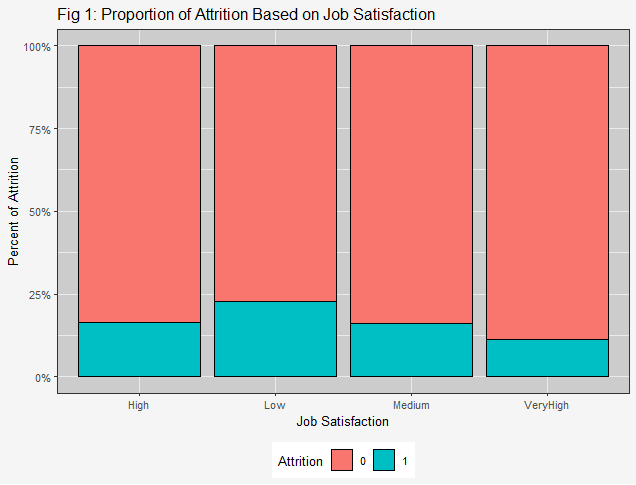 Fig 1: Proportion of Attrition Based on Job Satisfaction
100%
75%
50%
25%
0%
Percent of Attrition
High Low Medium VeryHigh
Job Satisfaction
Attrition 0 1